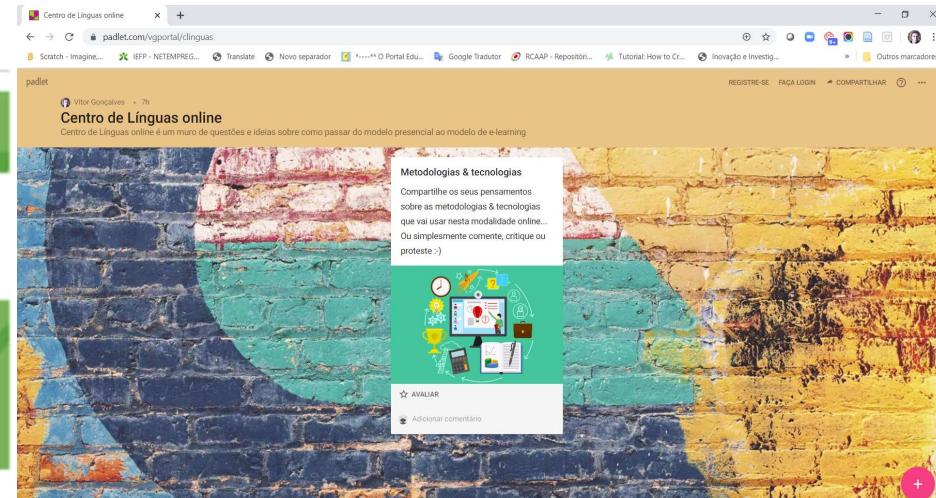 Centro de Línguas online
padlet.com/vgportal/clinguas
Scratch - Imagine,... IEFP - NETEMPREG... Translate Novo separador *----** O Portal Edu... Google Tradutor RCAAP - Repositóri... Tutorial: How to Cr... Inovação e Investig... » Outros marcadores
padlet REGISTRE-SE FAÇA LOGIN COMPARTILHAR
Vitor Gonçalves • 7h
Centro de Línguas online
Centro de Línguas online é um muro de questões e ideias sobre como passar do modelo presencial ao modelo de e-learning
Metodologias & tecnologias
Compartilhe os seus pensamentos
sobre as metodologias & tecnologias
que vai usar nesta modalidade online...
Ou simplesmente comente, critique ou
proteste :-)
AVALIAR
Adicionar comentário